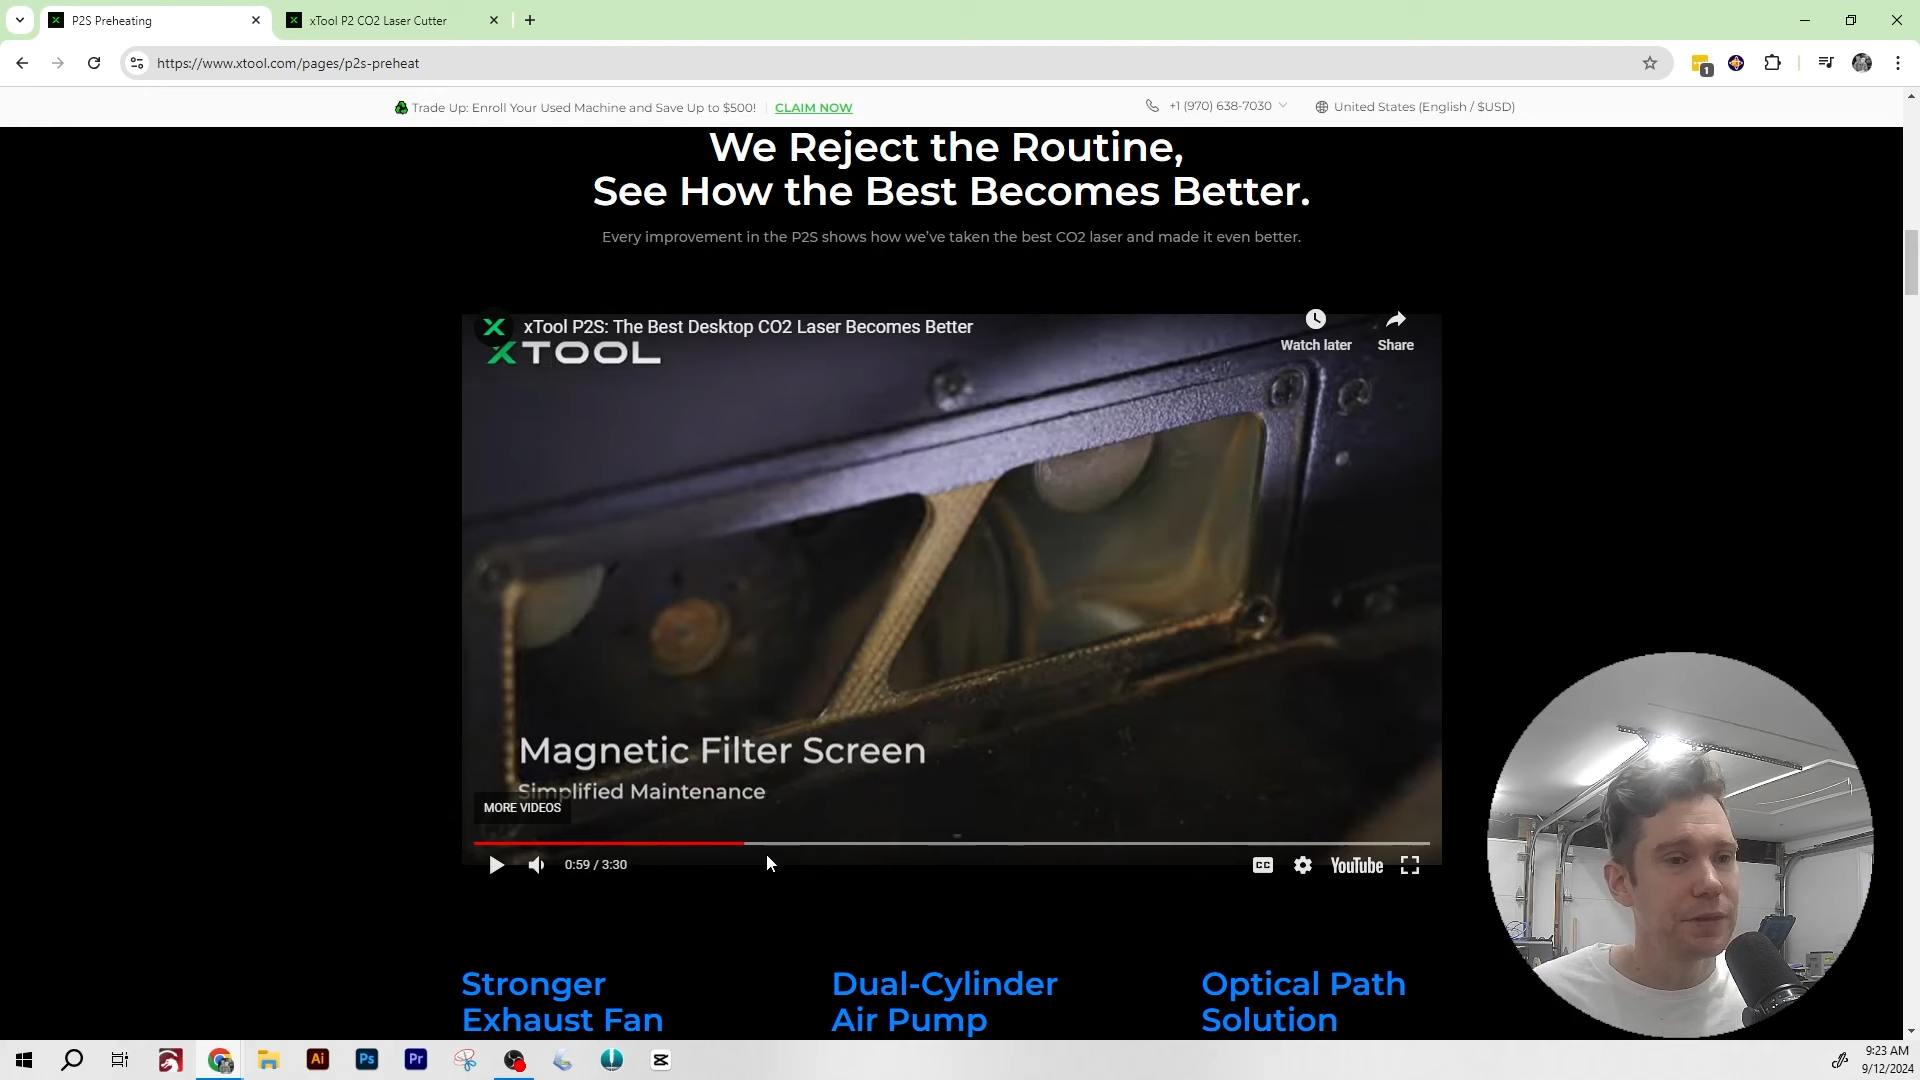 P2S Preheating
xTool P2 CO2 Laser Cutter
https://www.xtool.com/pages/p2s-preheat
1
Trade Up: Enroll Your Used Machine and Save Up to $500!
CLAIM NOW
+1 (970) 638-7030
United States (English / $USD)
We Reject the Routine,
See How the Best Becomes Better.
Every improvement in the P2S shows how we’ve taken the best CO2 laser and made it even better.
xTool P2S: The Best Desktop CO2 Laser Becomes Better
Watch later
Share
XTOOL
Magnetic Filter Screen
Simplified Maintenance
MORE VIDEOS
0:59 / 3:30
CC
YouTube
Stronger
Exhaust Fan
Dual-Cylinder
Air Pump
Optical Path
Solution
Ai
Ps
Pr
9:23 AM
9/12/2024